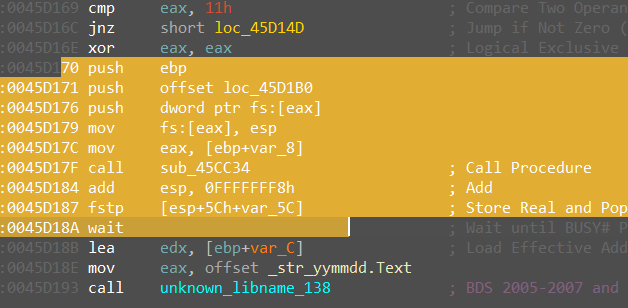 :0045D169 cmp eax, 11h ; Compare Two Operan
:0045D16C jnz short loc_45D14D ; Jump if Not Zero (
:0045D16E xor eax, eax ; Logical Exclusive
:0045D170 push ebp
:0045D171 push offset loc_45D1B0
:0045D176 push dword ptr fs:[eax]
:0045D179 mov fs:[eax], esp
:0045D17C mov eax, [ebp+var_8]
:0045D17F call sub_45CC34 ; Call Procedure
:0045D184 add esp, 0FFFFFFF8h ; Add
:0045D187 fstp [esp+5Ch+var_5C] ; Store Real and Pop
:0045D18A wait ; Wait until BUSY# P
:0045D18B lea edx, [ebp+var_C] ; Load Effective Add
:0045D18E mov eax, offset _str_yymmdd.Text
:0045D193 call unknown_libname_138 ; BDS 2005-2007 and